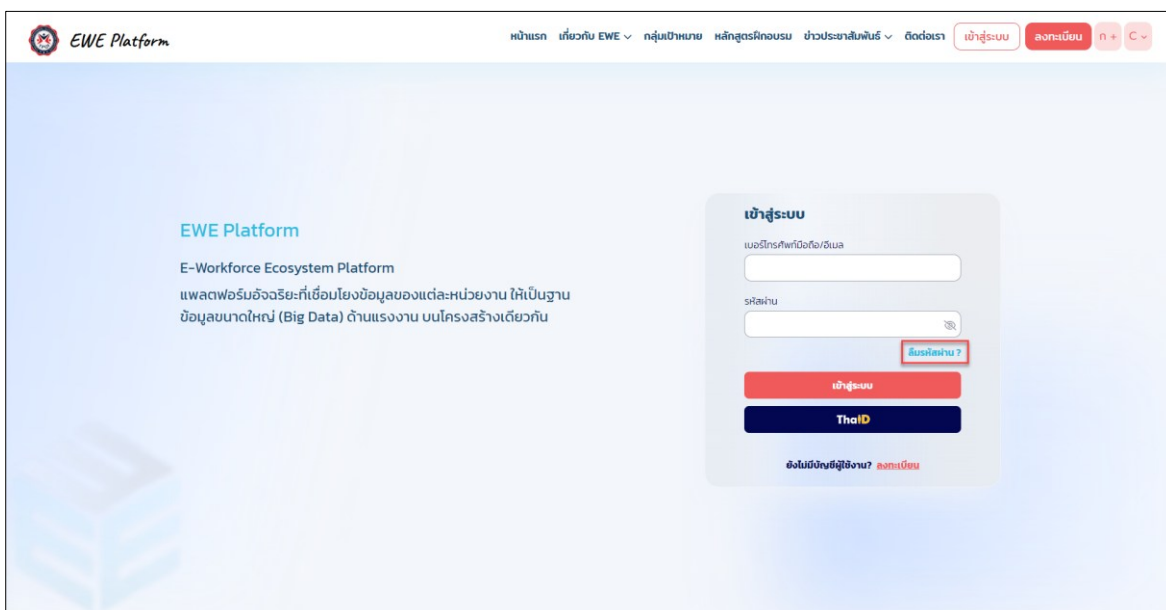 EWE Platform
หน้าแรก เกี่ยวกับ EWE กลุ่มเป้าหมาย หลักสูตรฝึกอบรม ข่าวประชาสัมพันธ์ ติดต่อเรา เข้าสู่ระบบ ลงทะเบียน ก + C
EWE Platform
E-Workforce Ecosystem Platform
แพลตฟอร์มอัจฉริยะที่เชื่อมโยงข้อมูลของแต่ละหน่วยงาน ให้เป็นฐาน
ข้อมูลขนาดใหญ่ (Big Data) ด้านแรงงาน บนโครงสร้างเดียวกัน
เข้าสู่ระบบ
เบอร์โทรศัพท์มือถือ/อีเมล
รหัสผ่าน
ลืมรหัสผ่าน ?
เข้าสู่ระบบ
ThaID
ยังไม่มีบัญชีผู้ใช้งาน? ลงทะเบียน